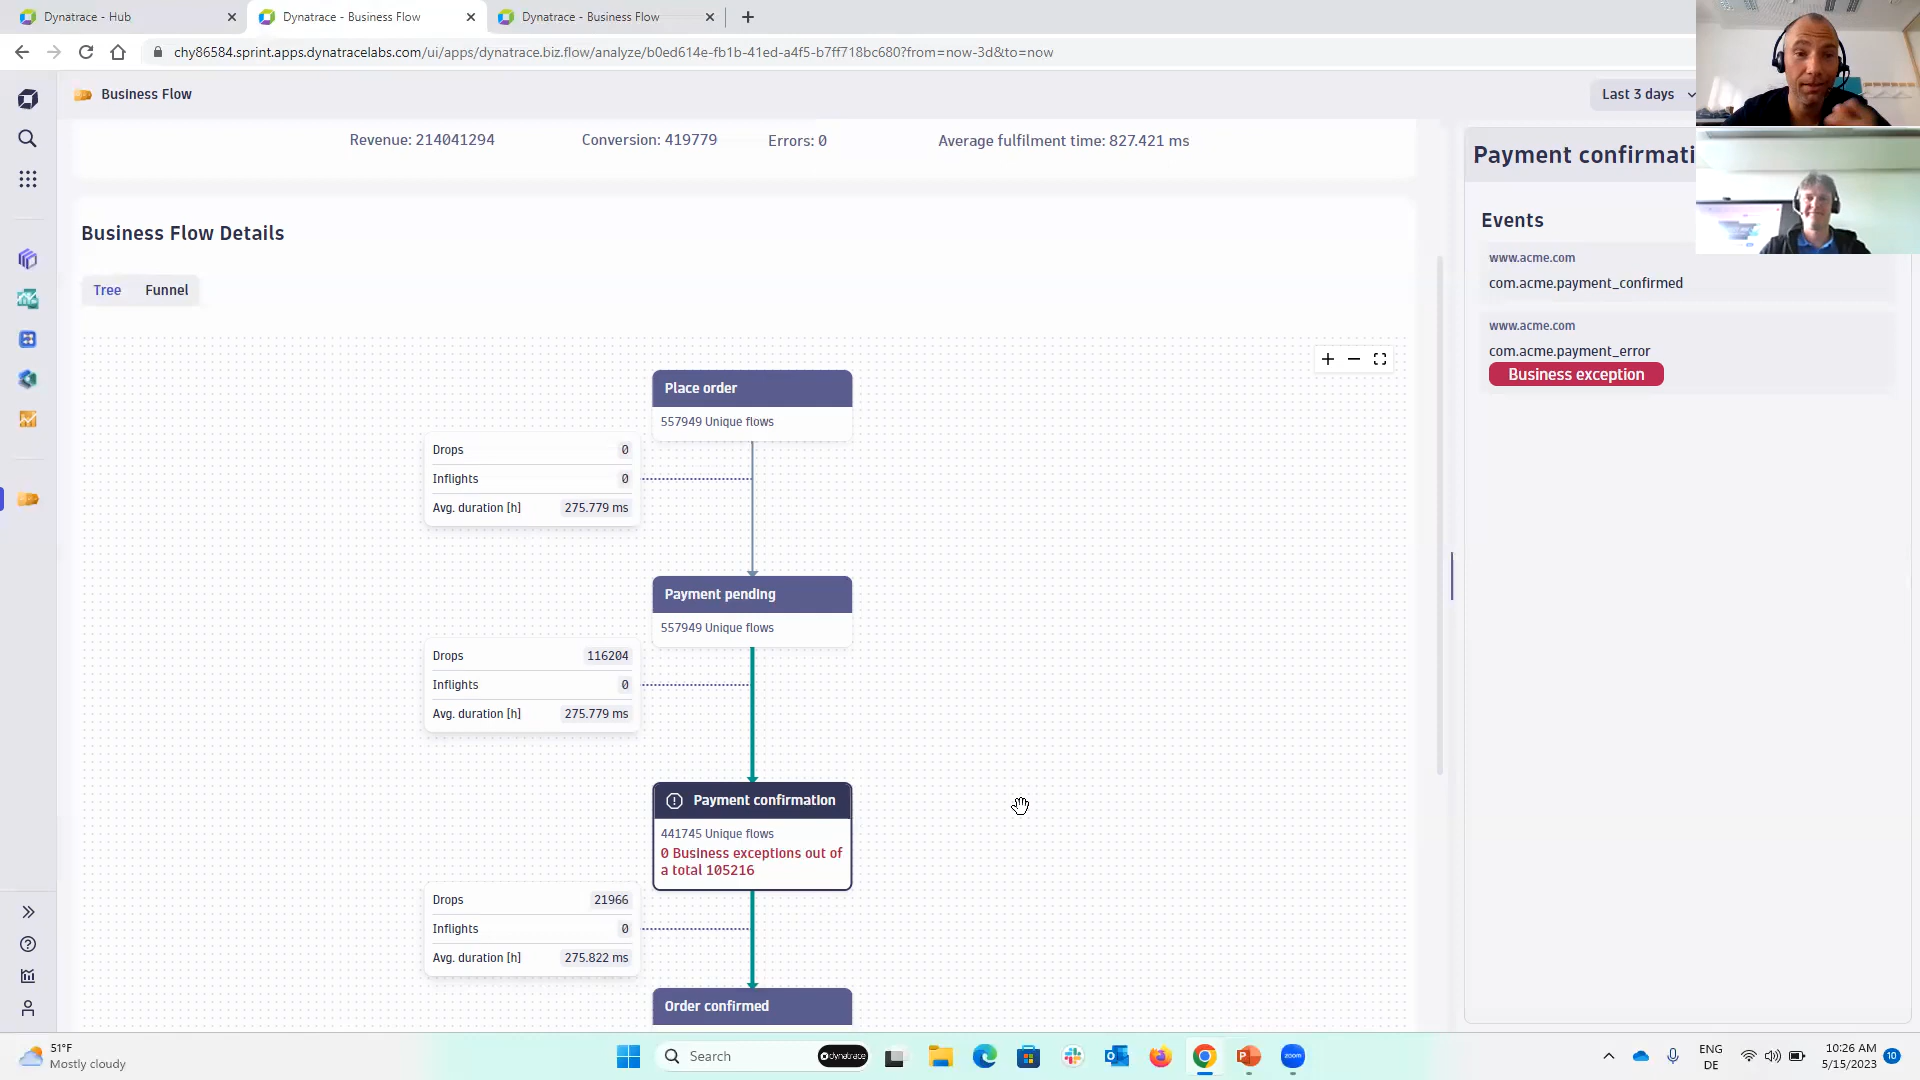 Dynatrace - Hub
Dynatrace - Business Flow
Dynatrace - Business Flow
chy86584.sprint.apps.dynatracelabs.com/ui/apps/dynatrace.biz.flow/analyze/b0ed614e-fb1b-41ed-a4f5-b7ff718bc680?from=now-3d&to=now
Business Flow
Last 3 days
Revenue: 214041294
Conversion: 419779
Errors: 0
Average fulfilment time: 827.421 ms
Business Flow Details
Tree
Funnel
Place order
557949 Unique flows
Drops 0
Inflights 0
Avg. duration [h] 275.779 ms
Payment pending
557949 Unique flows
Drops 116204
Inflights 0
Avg. duration [h] 275.779 ms
Payment confirmation
441745 Unique flows
0 Business exceptions out of
a total 105216
Drops 21966
Inflights 0
Avg. duration [h] 275.822 ms
Order confirmed
Payment confirmati
Events
www.acme.com
com.acme.payment_confirmed
www.acme.com
com.acme.payment_error
Business exception
51°F
Mostly cloudy
Search
dynatrace
zoom
ENG
DE
10:26 AM
5/15/2023
10